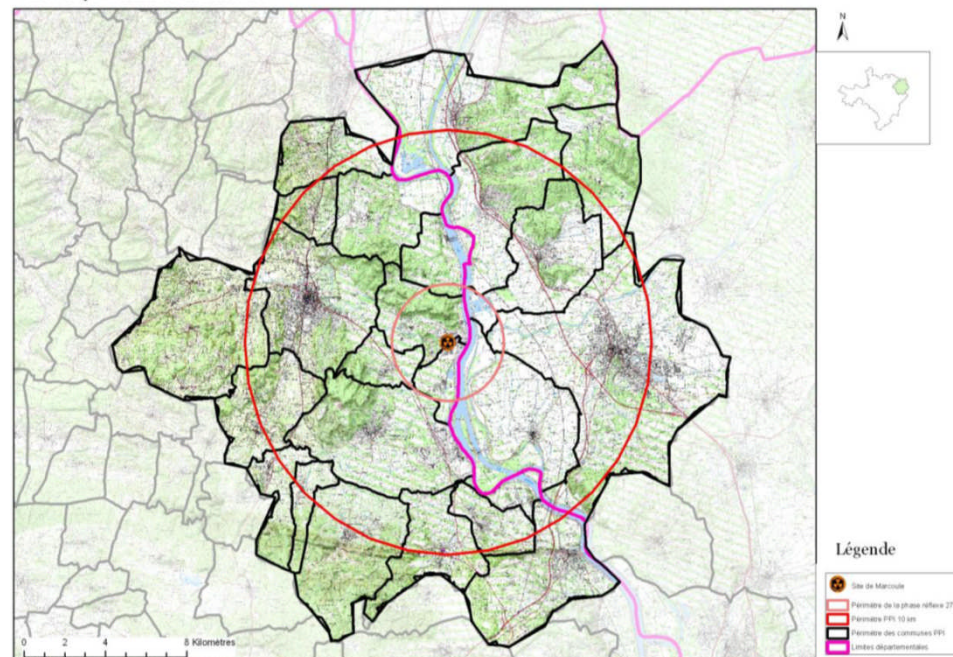 N
Légende
Site de Marcoule
Périmètre de la phase réflexe 27
Périmètre PPI 10 km
Périmètre des communes PPI
Limites départementales
0 2 4 8 Kilomètres